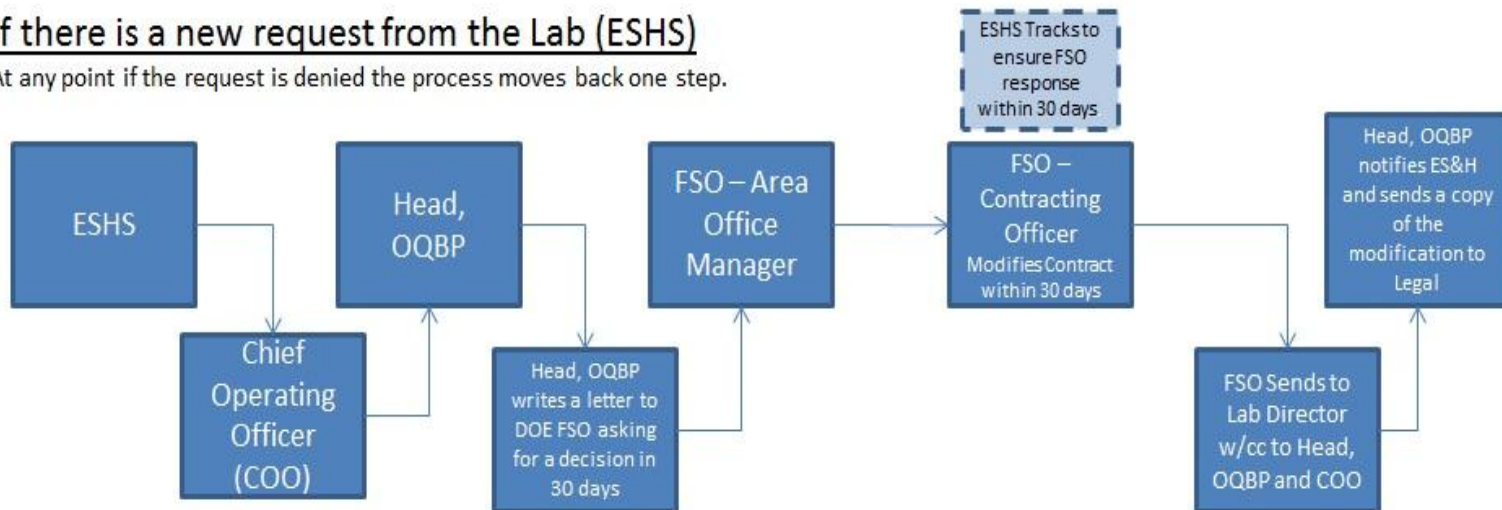 f there is a new request from the Lab (ESHS)
At any point if the request is denied the process moves back one step.
ESHS
Chief
Operating
Officer
(COO)
Head,
OQBP
Head, OQBP
writes a letter to
DOE FSO asking
for a decision in
30 days
FSO – Area
Office
Manager
ESHS Tracks to
ensure FSO
response
within 30 days
FSO –
Contracting
Officer
Modifies Contract
within 30 days
FSO Sends to
Lab Director
w/cc to Head,
OQBP and COO
Head, OQBP
notifies ES&H
and sends a copy
of the
modification to
Legal